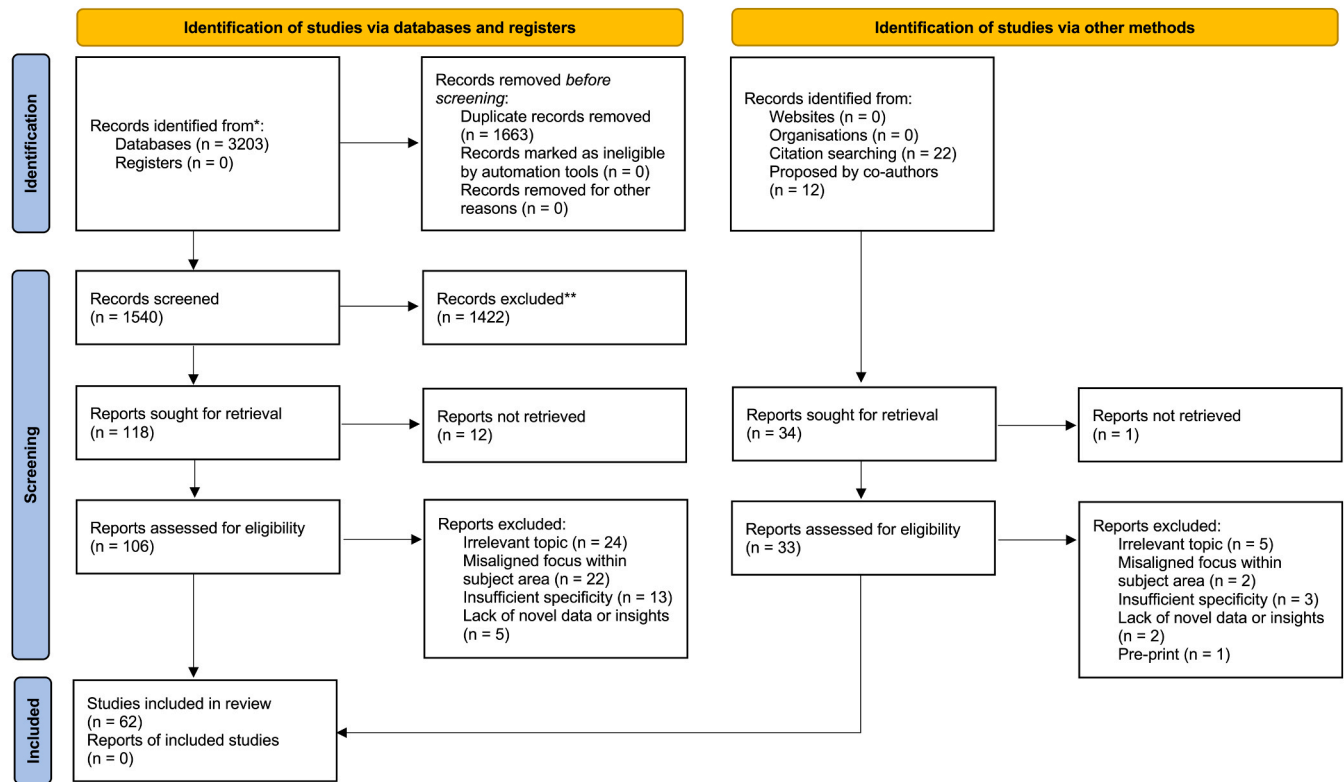 Identification of studies via databases and registers
Identification of studies via other methods
Identification
Records identified from*:
Databases (n = 3203)
Registers (n = 0)
Records removed before
screening:
Duplicate records removed
(n = 1663)
Records marked as ineligible
by automation tools (n = 0)
Records removed for other
reasons (n = 0)
Records identified from:
Websites (n = 0)
Organisations (n = 0)
Citation searching (n = 22)
Proposed by co-authors
(n = 12)
Screening
Records screened
(n = 1540)
Records excluded**
(n = 1422)
Reports sought for retrieval
(n = 118)
Reports not retrieved
(n = 12)
Reports sought for retrieval
(n = 34)
Reports not retrieved
(n = 1)
Reports assessed for eligibility
(n = 106)
Reports excluded:
Irrelevant topic (n = 24)
Misaligned focus within
subject area (n = 22)
Insufficient specificity (n = 13)
Lack of novel data or insights
(n = 5)
Reports assessed for eligibility
(n = 33)
Reports excluded:
Irrelevant topic (n = 5)
Misaligned focus within
subject area (n = 2)
Insufficient specificity (n = 3)
Lack of novel data or insights
(n = 2)
Pre-print (n = 1)
Included
Studies included in review
(n = 62)
Reports of included studies
(n = 0)